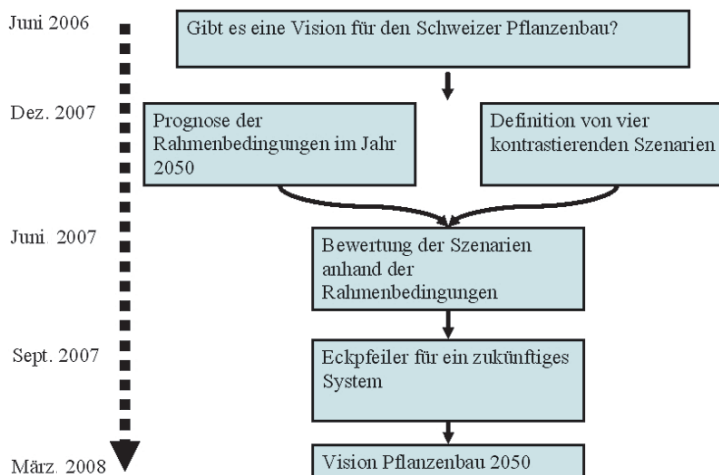 Juni 2006
Gibt es eine Vision für den Schweizer Pflanzenbau?
Dez. 2007
Prognose der
Rahmenbedingungen im Jahr
2050
Definition von vier
kontrastierenden Szenarien
Juni. 2007
Bewertung der Szenarien
anhand der
Rahmenbedingungen
Sept. 2007
Eckpfeiler für ein zukünftiges
System
März. 2008
Vision Pflanzenbau 2050